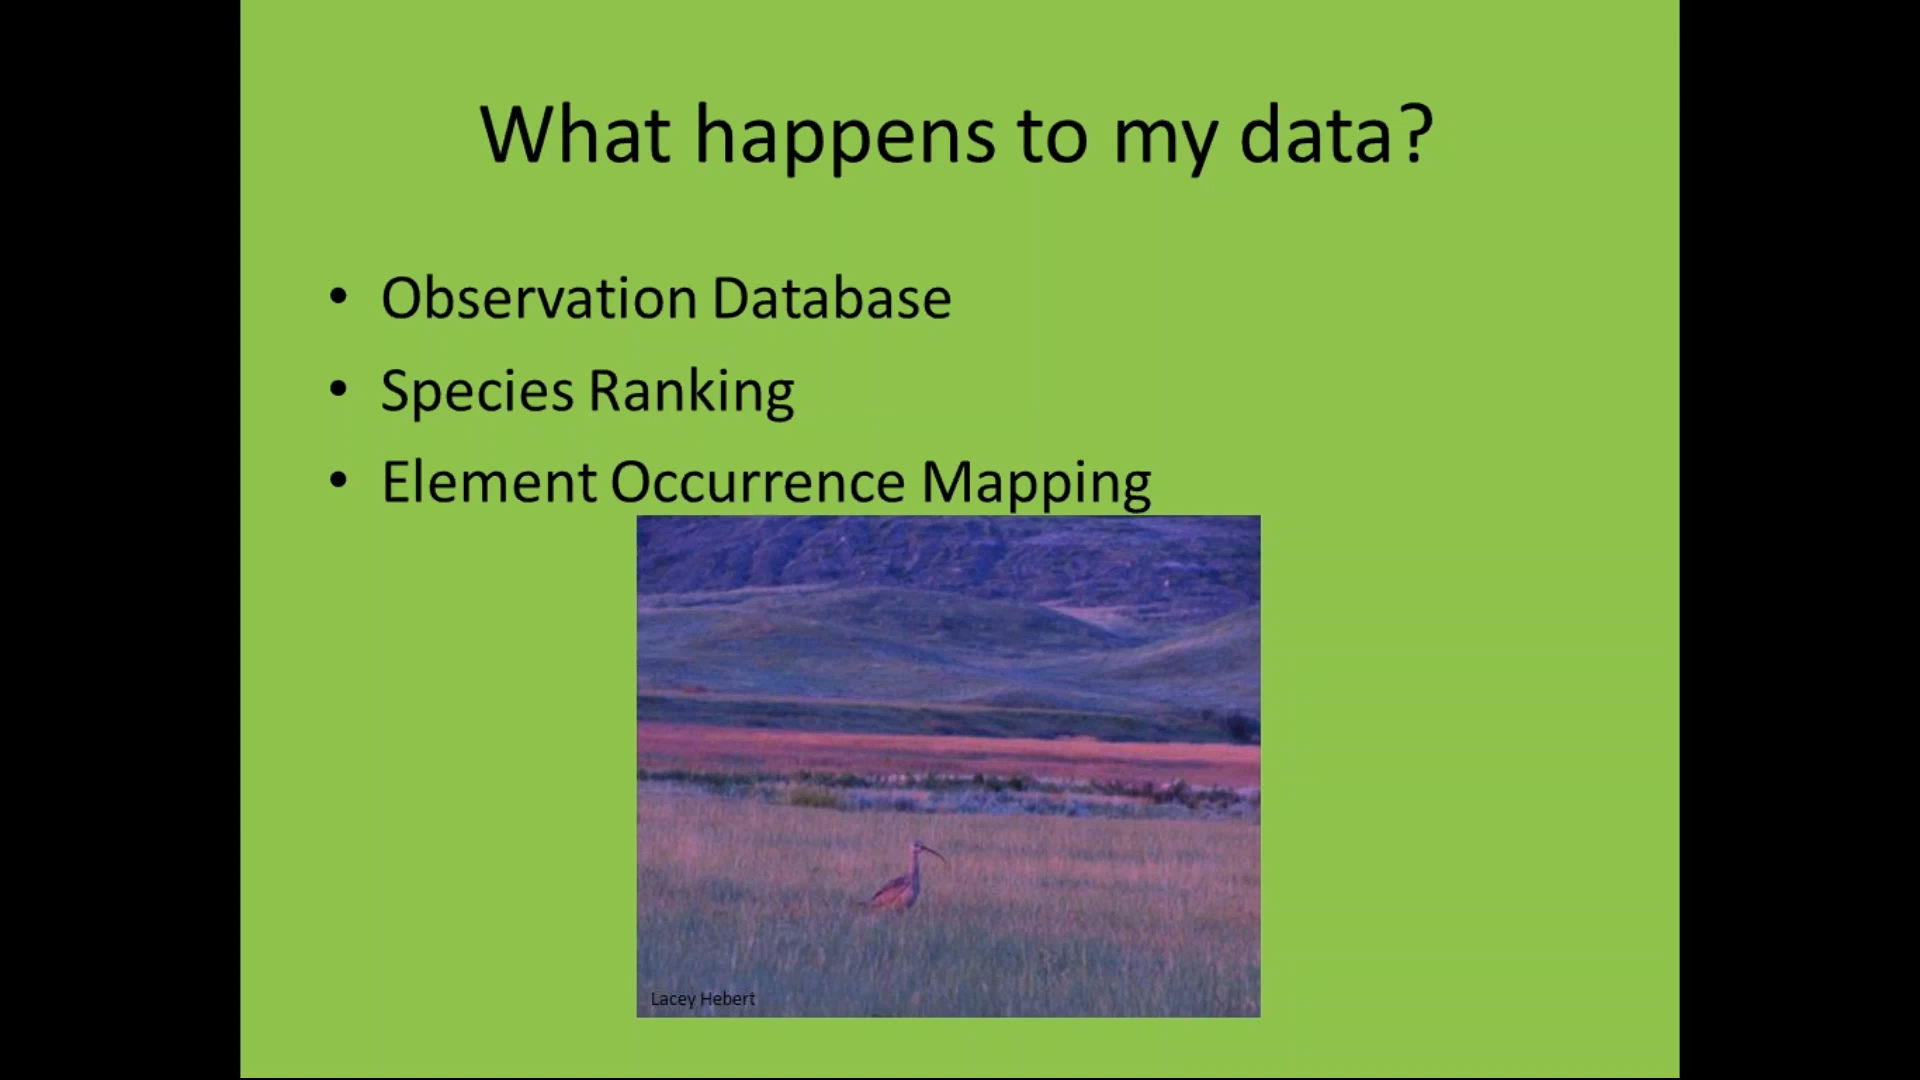 What happens to my data?
• Observation Database
• Species Ranking
• Element Occurrence Mapping
Lacey Hebert